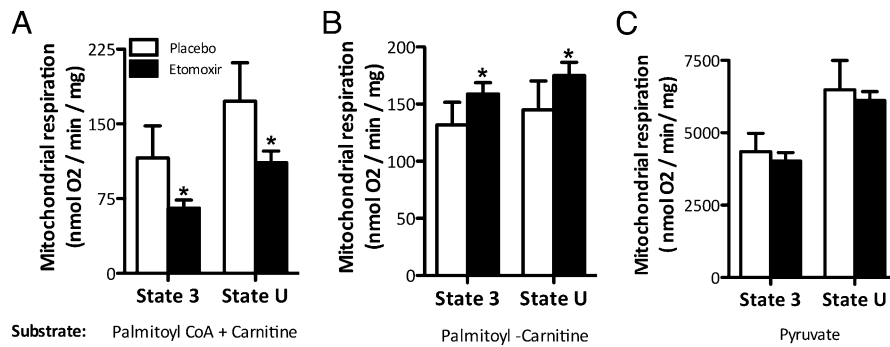 A
Mitochondrial respiration
(nmol O2 / min / mg)
225
150
75
0
Placebo
Etomoxir
*
*
State 3
State U
B
Mitochondrial respiration
(nmol O2 / min / mg)
200
150
100
50
0
*
*
State 3
State U
C
Mitochondrial respiration
( nmol O2 / min / mg)
7500
5000
2500
0
State 3
State U
Substrate:
Palmitoyl CoA + Carnitine
Palmitoyl -Carnitine
Pyruvate